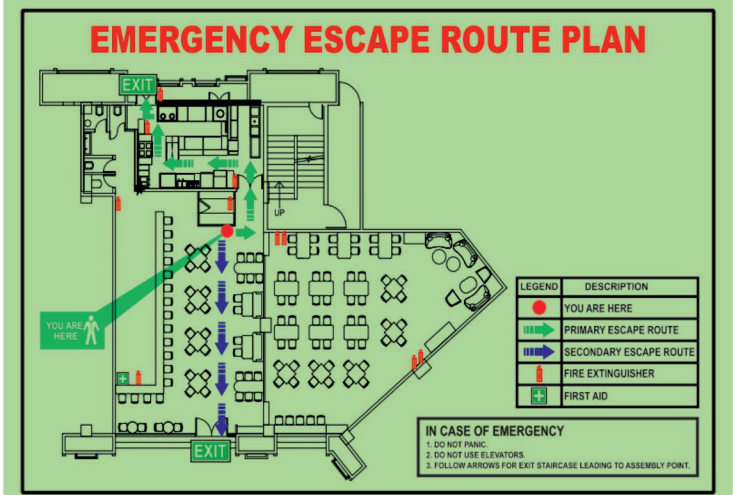 EMERGENCY ESCAPE ROUTE PLAN
EXIT
UP
YOU ARE
HERE
LEGEND DESCRIPTION
YOU ARE HERE
PRIMARY ESCAPE ROUTE
SECONDARY ESCAPE ROUTE
FIRE EXTINGUISHER
FIRST AID
EXIT
IN CASE OF EMERGENCY
1. DO NOT PANIC.
2. DO NOT USE ELEVATORS.
3. FOLLOW ARROWS FOR EXIT STAIRCASE LEADING TO ASSEMBLY POINT.